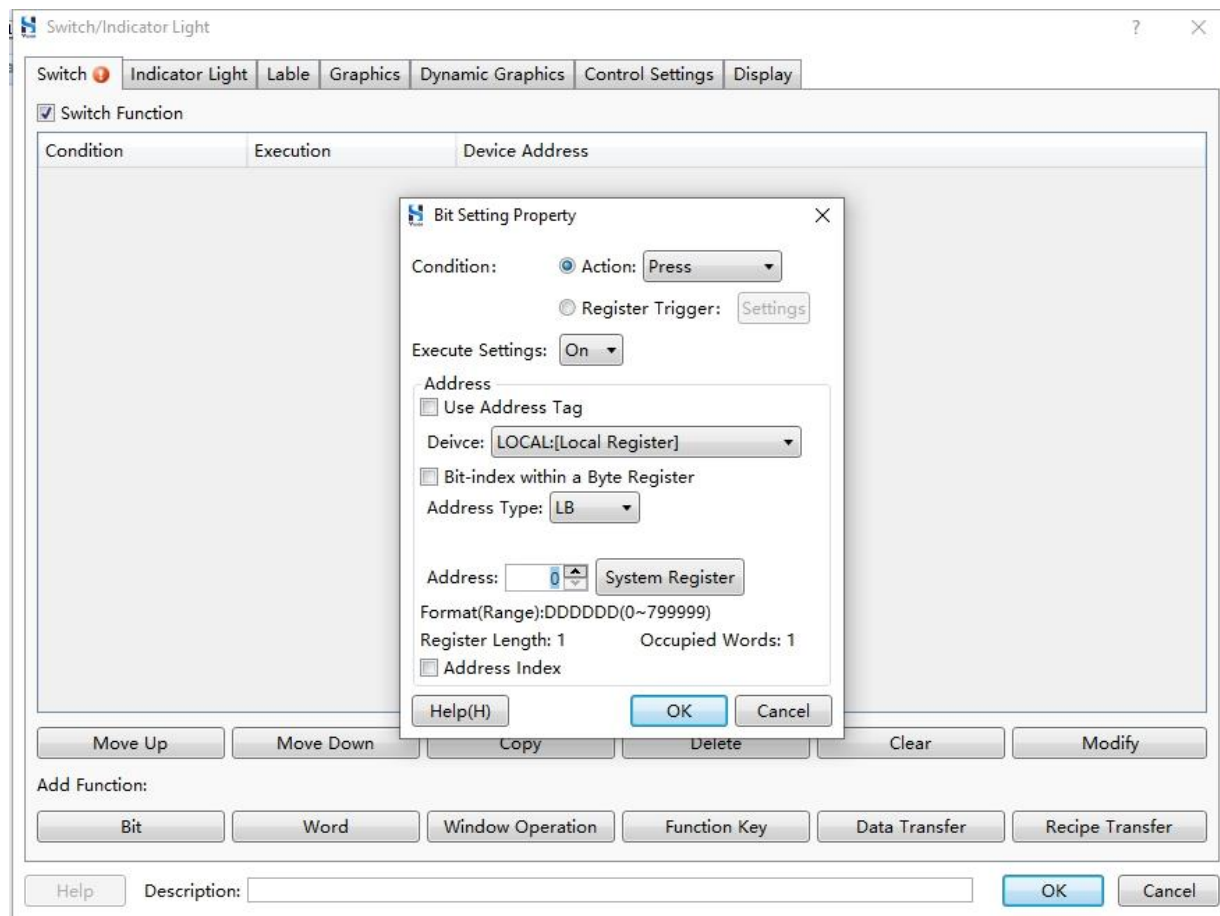 Switch/Indicator Light ?
Switch Indicator Light Lable Graphics Dynamic Graphics Control Settings Display
Switch Function
Condition Execution Device Address
Bit Setting Property
Condition: Action: Press
Register Trigger: Settings
Execute Settings: On
Address
Use Address Tag
Deivce: LOCAL:[Local Register]
Bit-index within a Byte Register
Address Type: LB
Address: 0 System Register
Format(Range):DDDDDD(0~799999)
Register Length: 1 Occupied Words: 1
Address Index
Help(H) OK Cancel
Move Up Move Down Copy Delete Clear Modify
Add Function:
Bit Word Window Operation Function Key Data Transfer Recipe Transfer
Help Description: OK Cancel